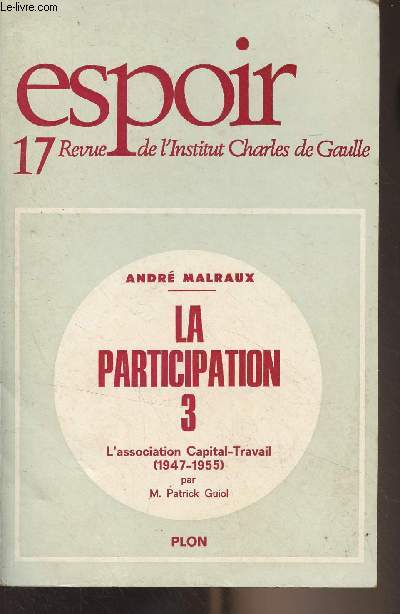 Le-livre.com
espoir
17 Revue de l'Institut Charles de Gaulle
ANDRÉ MALRAUX
LA
PARTICIPATION
3
L'association Capital-Travail
(1947-1955)
par
M. Patrick Guiol
PLON